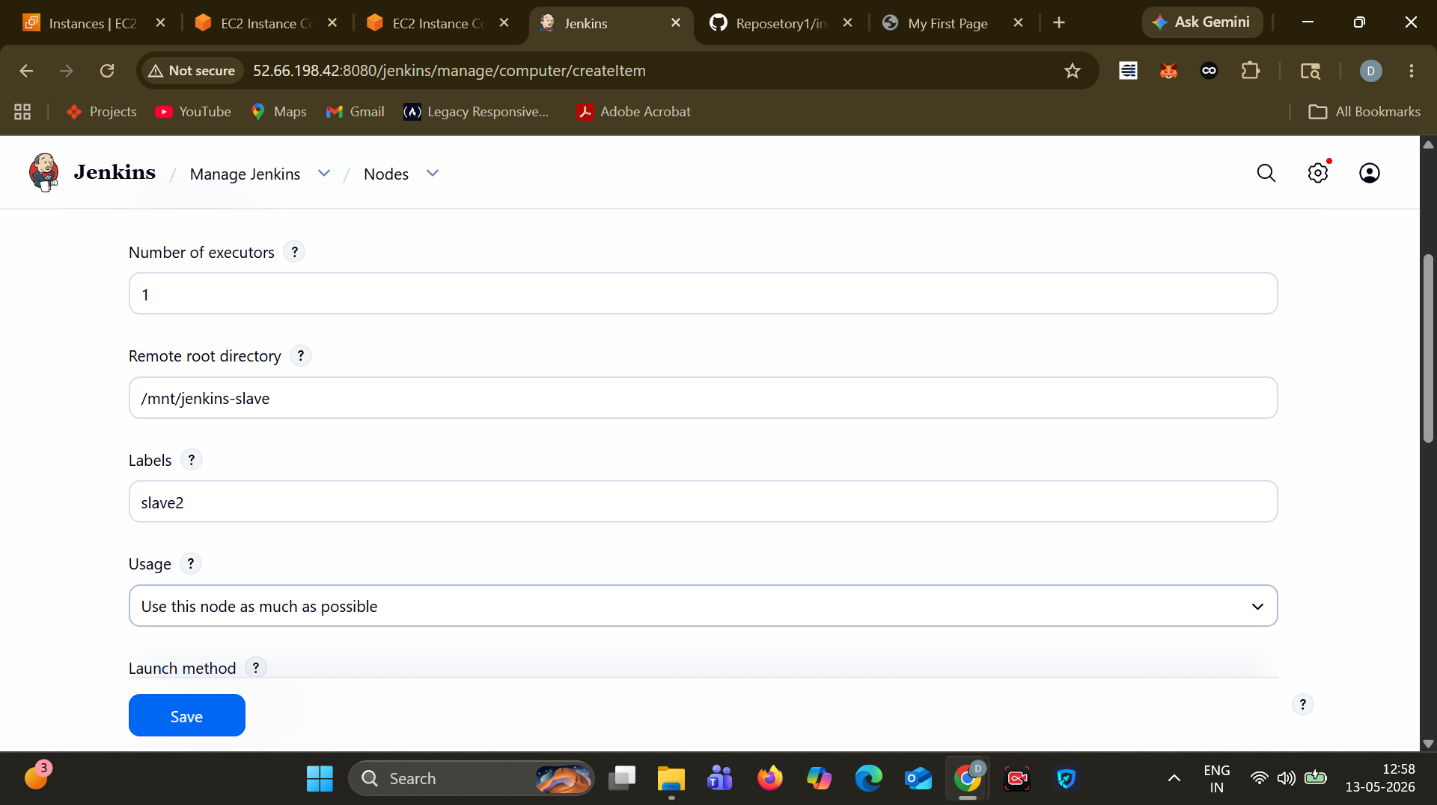 Instances | EC2
EC2 Instance Co
EC2 Instance Co
Jenkins
Reposetory1/in
My First Page
Ask Gemini
Not secure
52.66.198.42:8080/jenkins/manage/computer/createItem
D
Projects
YouTube
Maps
Gmail
Legacy Responsive...
Adobe Acrobat
All Bookmarks
Jenkins / Manage Jenkins / Nodes
Number of executors ?
1
Remote root directory ?
/mnt/jenkins-slave
Labels ?
slave2
Usage ?
Use this node as much as possible
Launch method ?
Save
?
3
Search
D
ENG
IN
12:58
13-05-2026